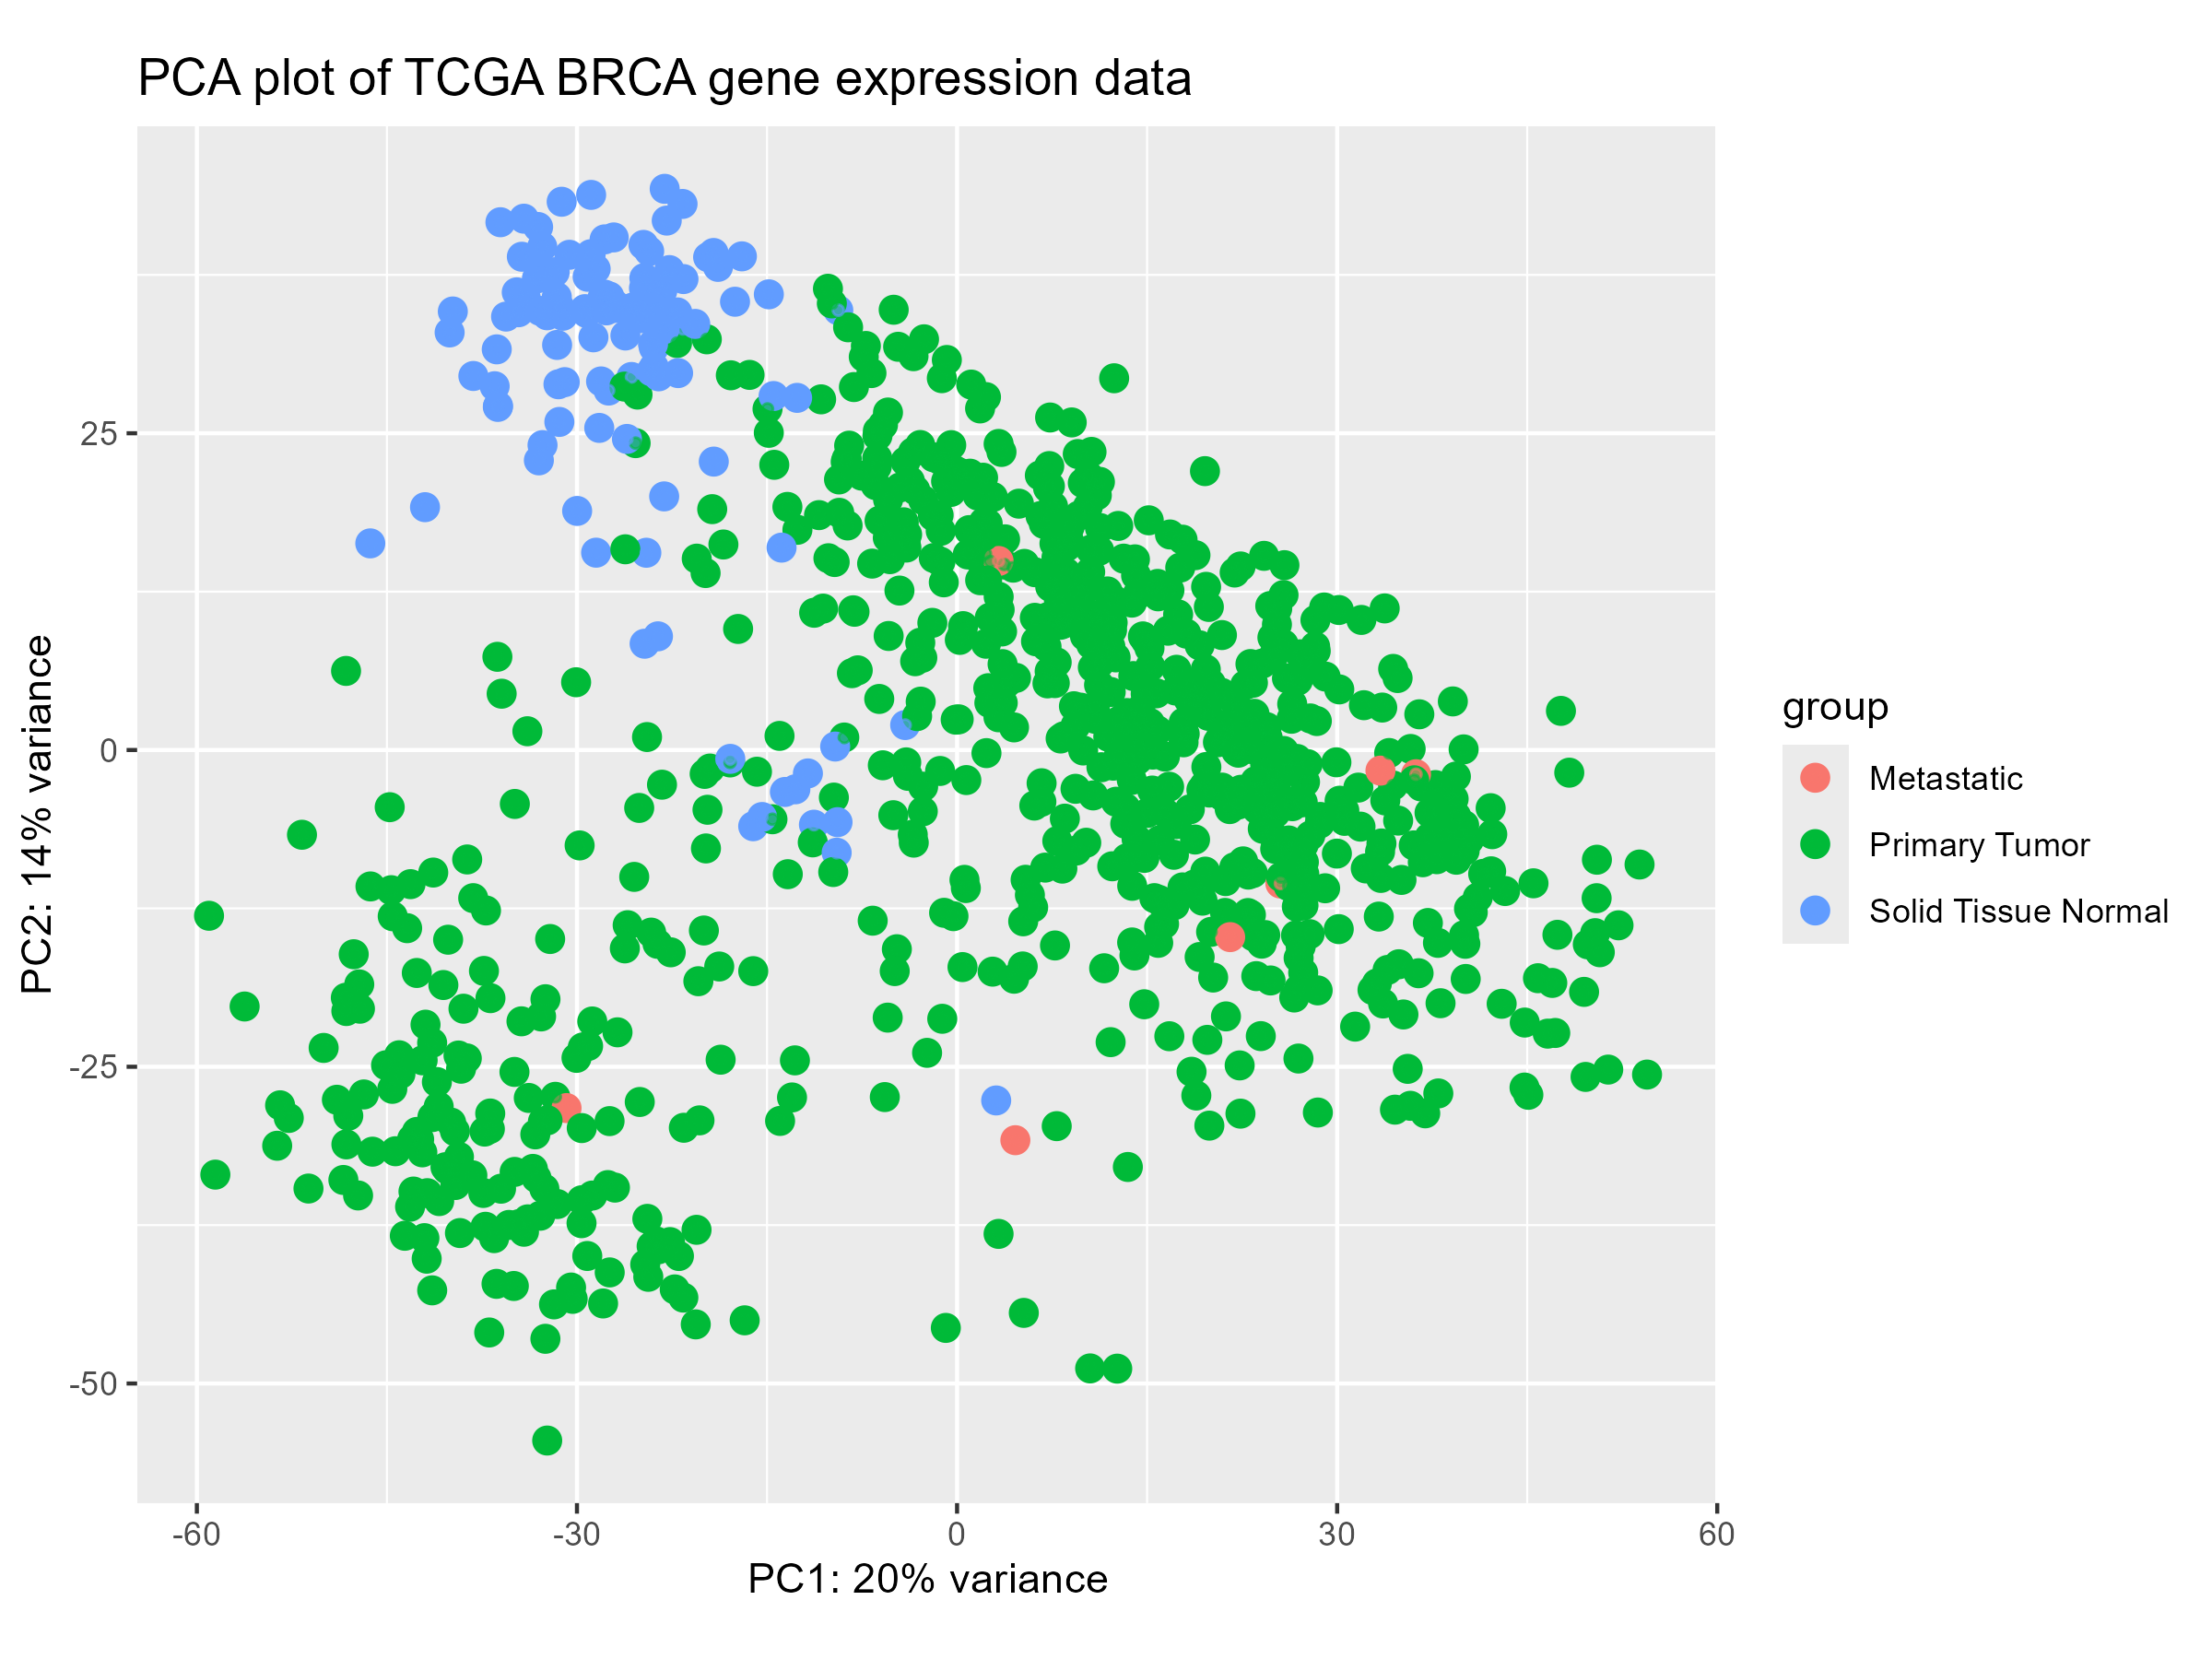 PCA plot of TCGA BRCA gene expression data
PC2: 14% variance
25
0
-25
-50
-60
-30
0
30
60
PC1: 20% variance
group
Metastatic
Primary Tumor
Solid Tissue Normal